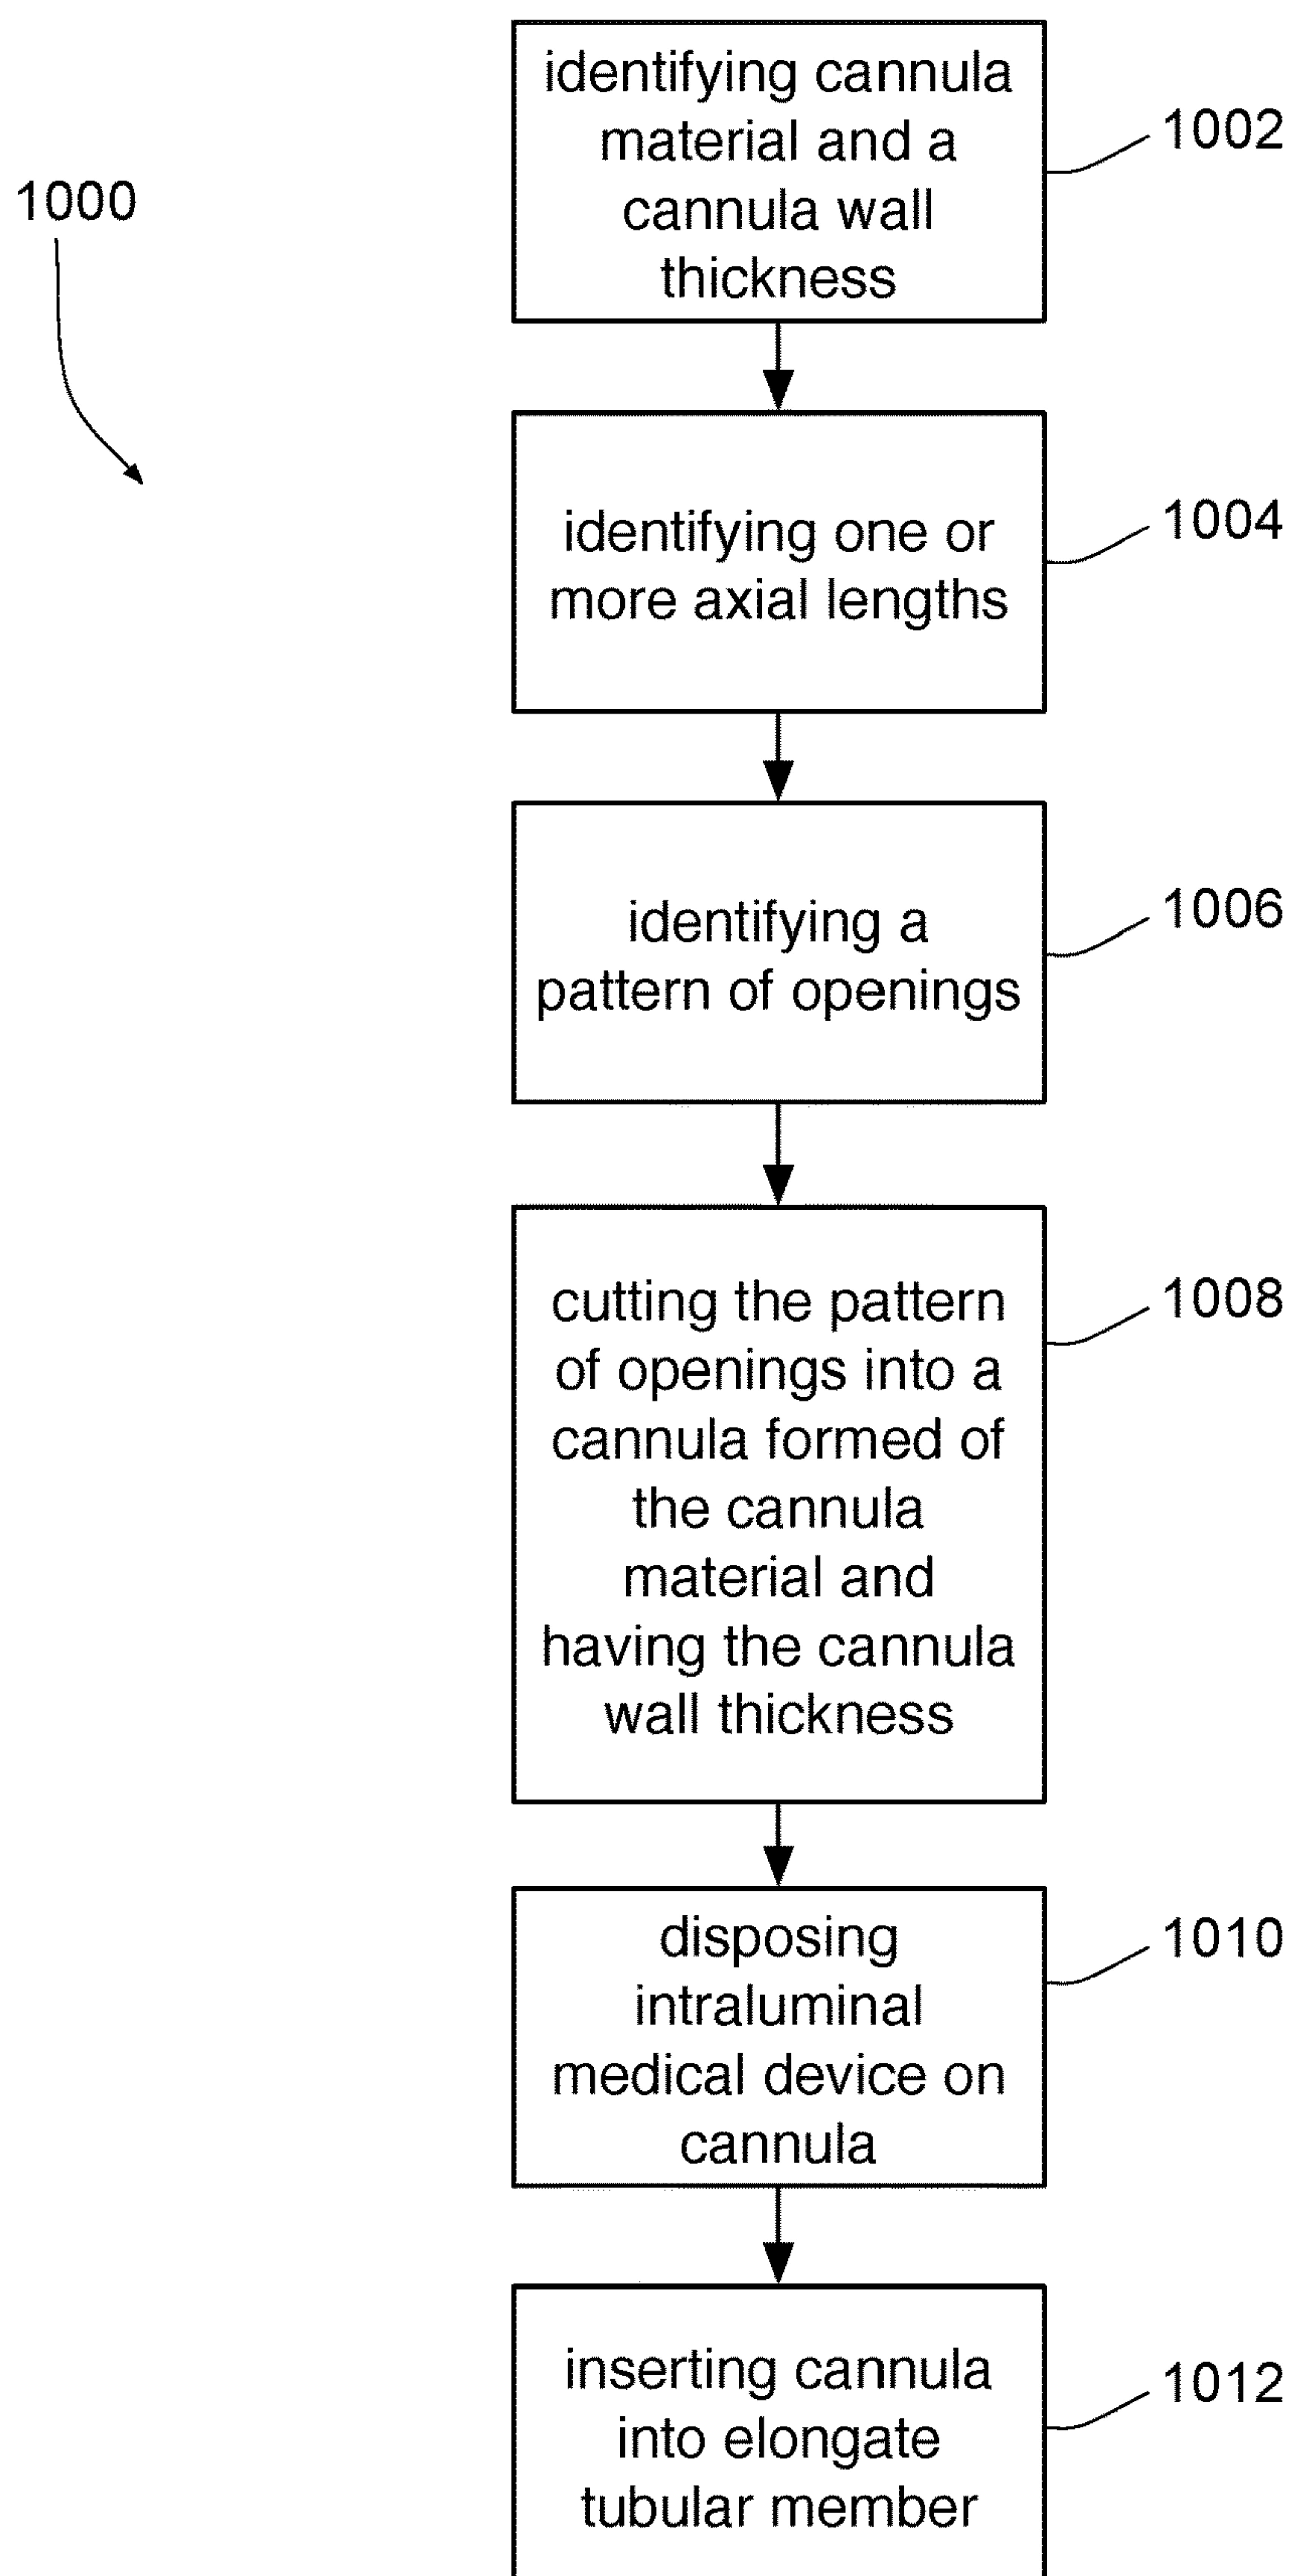 1000
identifying cannula
material and a
cannula wall
thickness
1002
identifying one or
more axial lengths
1004
identifying a
pattern of openings
1006
cutting the pattern
of openings into a
cannula formed of
the cannula
material and
having the cannula
wall thickness
1008
disposing
intraluminal
medical device on
cannula
1010
inserting cannula
into elongate
tubular member
1012